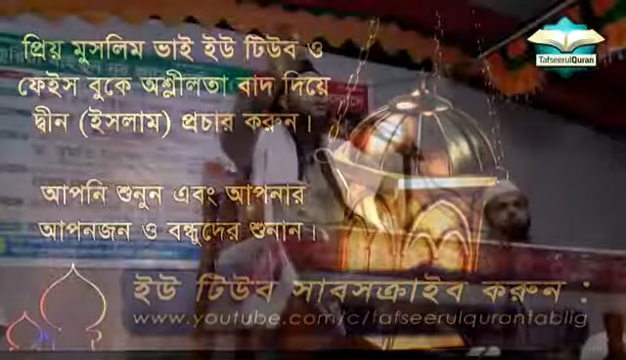 TafseerulQuran
প্রিয় মুসলিম ভাই ইউ টিউব ও
ফেইস বুকে অশ্লীলতা বাদ দিয়ে
দ্বীন (ইসলাম) প্রচার করুন।
আপনি শুনুন এবং আপনার
আপনজন ও বন্ধুদের শুনান।
ইউ টিউব সাবসক্রাইব করুন :
www.youtube.com/c/tafseerulqurantablig